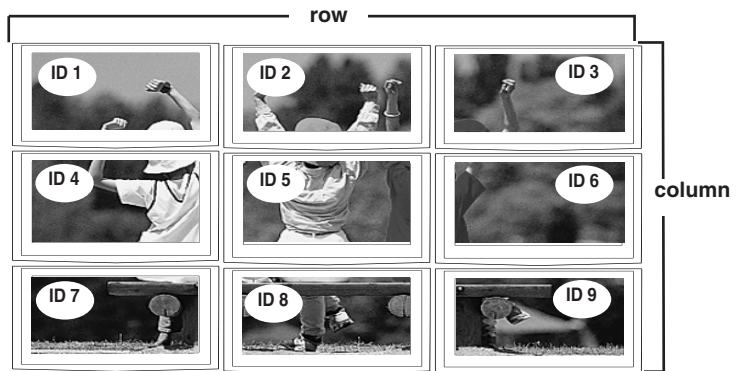 row
ID 1 ID 2 ID 3
ID 4 ID 5 ID 6
column
ID 7 ID 8 ID 9